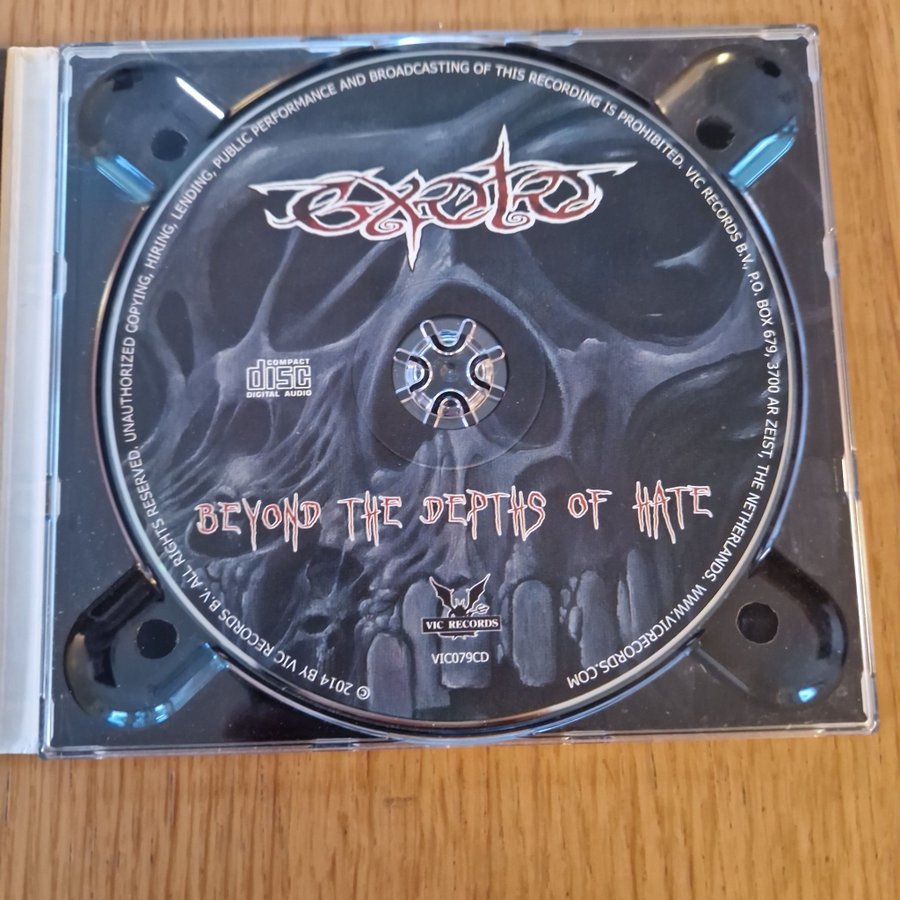 exoto
COMPACT
disc
DIGITAL AUDIO
BEYOND THE DEPTHS OF HATE
VIC RECORDS
VIC079CD
© 2014 BY VIC RECORDS B.V. ALL RIGHTS RESERVED. UNAUTHORIZED COPYING, HIRING, LENDING, PUBLIC PERFORMANCE AND BROADCASTING OF THIS RECORDING IS PROHIBITED. VIC RECORDS B.V., P.O. BOX 679, 3700 AR ZEIST, THE NETHERLANDS. WWW.VICRECORDS.COM